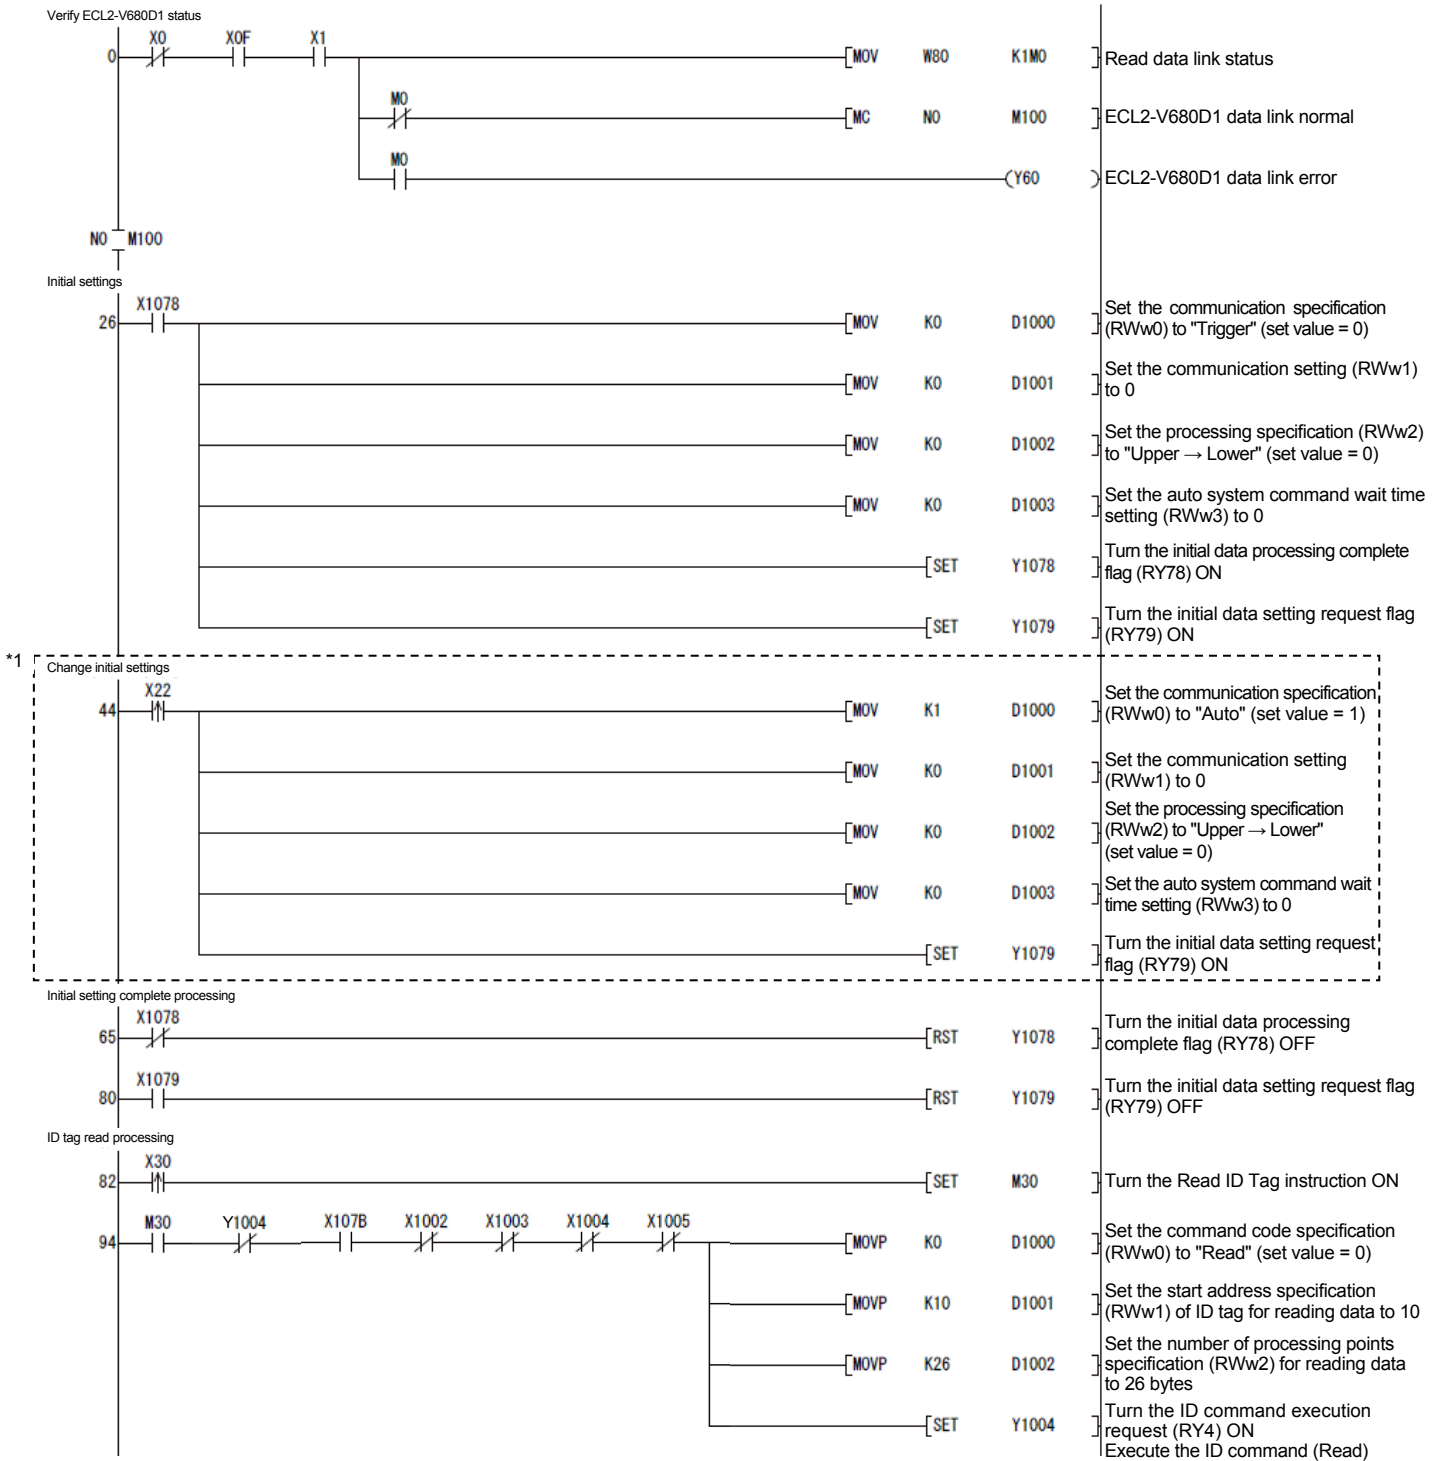 Verify ECL2-V680D1 status
X0 X0F X1
0 [MOV W80 K1M0 ] Read data link status
M0
[MC N0 M100 ] ECL2-V680D1 data link normal
M0
(Y60 ) ECL2-V680D1 data link error
N0 M100
Initial settings
X1078
26 [MOV K0 D1000 ] Set the communication specification
(RWw0) to "Trigger" (set value = 0)
[MOV K0 D1001 ] Set the communication setting (RWw1)
to 0
[MOV K0 D1002 ] Set the processing specification (RWw2)
to "Upper → Lower" (set value = 0)
[MOV K0 D1003 ] Set the auto system command wait time
setting (RWw3) to 0
[SET Y1078 ] Turn the initial data processing complete
flag (RY78) ON
[SET Y1079 ] Turn the initial data setting request flag
(RY79) ON
*1
Change initial settings
X22
44 [MOV K1 D1000 ] Set the communication specification
(RWw0) to "Auto" (set value = 1)
[MOV K0 D1001 ] Set the communication setting
(RWw1) to 0
[MOV K0 D1002 ] Set the processing specification
(RWw2) to "Upper → Lower"
(set value = 0)
[MOV K0 D1003 ] Set the auto system command wait
time setting (RWw3) to 0
[SET Y1079 ] Turn the initial data setting request
flag (RY79) ON
Initial setting complete processing
X1078
65 [RST Y1078 ] Turn the initial data processing
complete flag (RY78) OFF
X1079
80 [RST Y1079 ] Turn the initial data setting request flag
(RY79) OFF
ID tag read processing
X30
82 [SET M30 ] Turn the Read ID Tag instruction ON
M30 Y1004 X107B X1002 X1003 X1004 X1005
94 [MOVP K0 D1000 ] Set the command code specification
(RWw0) to "Read" (set value = 0)
[MOVP K10 D1001 ] Set the start address specification
(RWw1) of ID tag for reading data to 10
[MOVP K26 D1002 ] Set the number of processing points
specification (RWw2) for reading data
to 26 bytes
[SET Y1004 ] Turn the ID command execution
request (RY4) ON
Execute the ID command (Read)